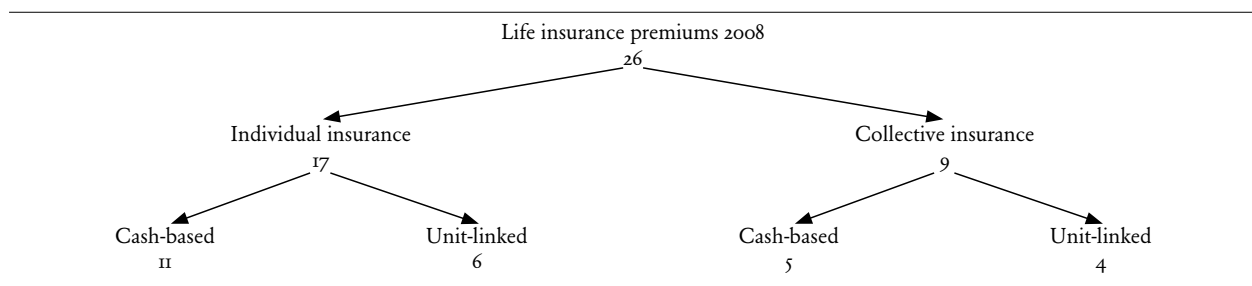 Life insurance premiums 2008
26
Individual insurance Collective insurance
17 9
Cash-based Unit-linked Cash-based Unit-linked
11 6 5 4